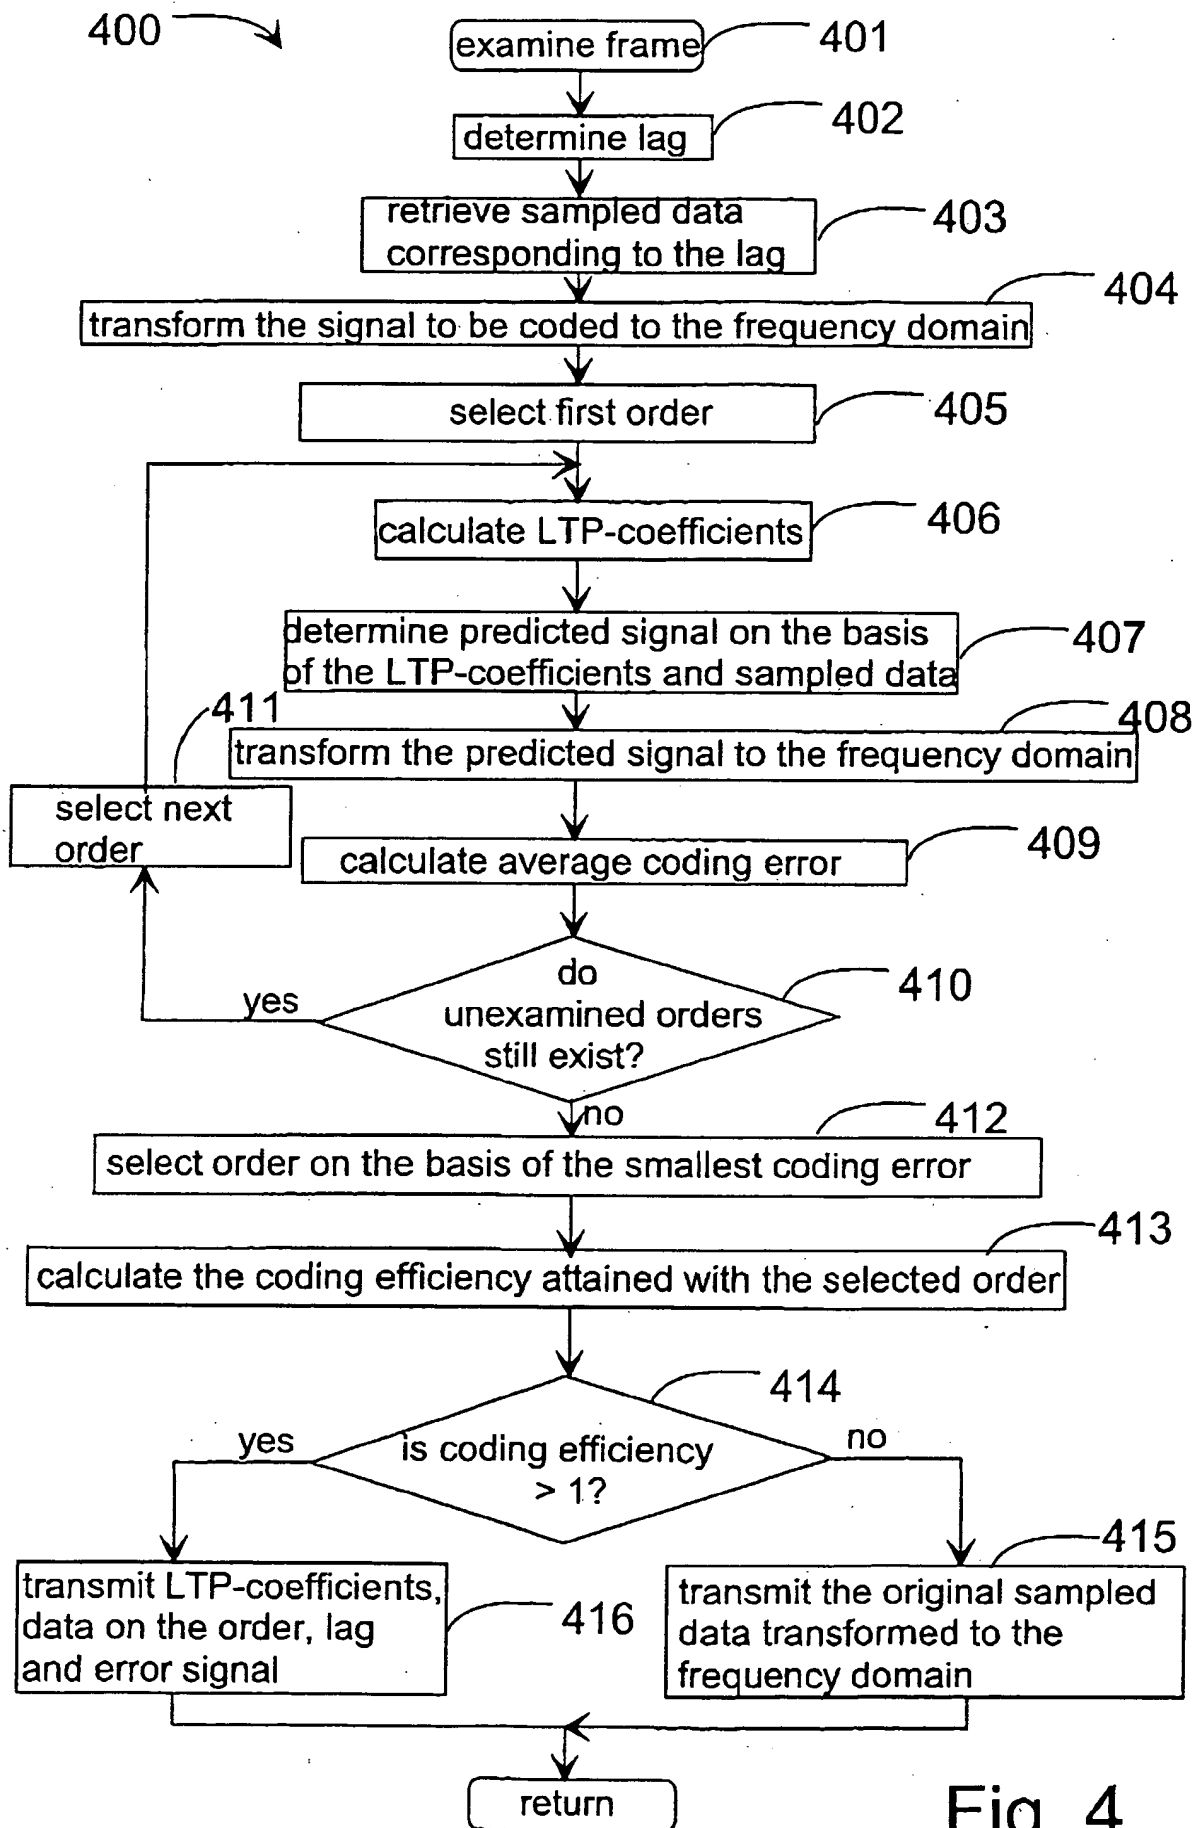 400
examine frame
401
determine lag
402
retrieve sampled data
corresponding to the lag
403
404
transform the signal to be coded to the frequency domain
select first order
405
calculate LTP-coefficients
406
determine predicted signal on the basis
of the LTP-coefficients and sampled data
407
411
408
transform the predicted signal to the frequency domain
select next
order
calculate average coding error
409
do
unexamined orders
still exist?
410
yes
no
412
select order on the basis of the smallest coding error
413
calculate the coding efficiency attained with the selected order
414
yes
is coding efficiency
> 1?
no
415
transmit LTP-coefficients,
data on the order, lag
and error signal
416
transmit the original sampled
data transformed to the
frequency domain
return
Fig. 4